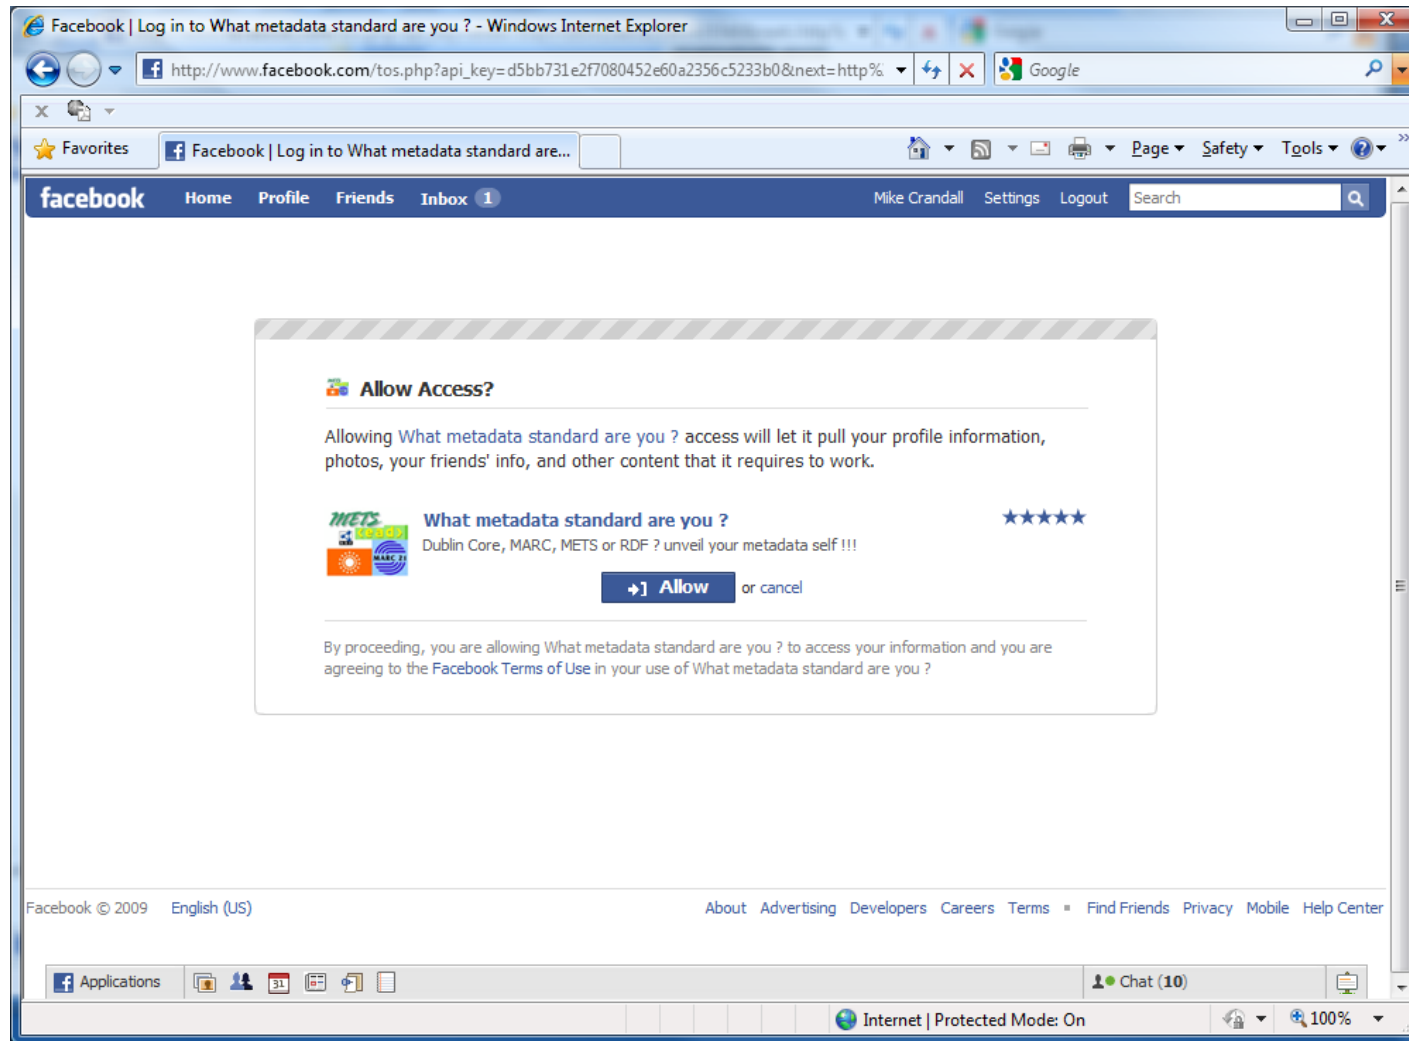 Facebook | Log in to What metadata standard are you ? - Windows Internet Explorer
http://www.facebook.com/tos.php?api_key=d5bb731e2f7080452e60a2356c5233b0&next=http%
Google
Favorites
Facebook | Log in to What metadata standard are...
Page Safety Tools
facebook Home Profile Friends Inbox 1 Mike Crandall Settings Logout Search
Allow Access?
Allowing What metadata standard are you ? access will let it pull your profile information,
photos, your friends' info, and other content that it requires to work.
METS
<ead>
MARC 21
What metadata standard are you ?
Dublin Core, MARC, METS or RDF ? unveil your metadata self !!!
Allow or cancel
By proceeding, you are allowing What metadata standard are you ? to access your information and you are
agreeing to the Facebook Terms of Use in your use of What metadata standard are you ?
Facebook © 2009 English (US) About Advertising Developers Careers Terms Find Friends Privacy Mobile Help Center
Applications 31 Chat (10)
Internet | Protected Mode: On 100%